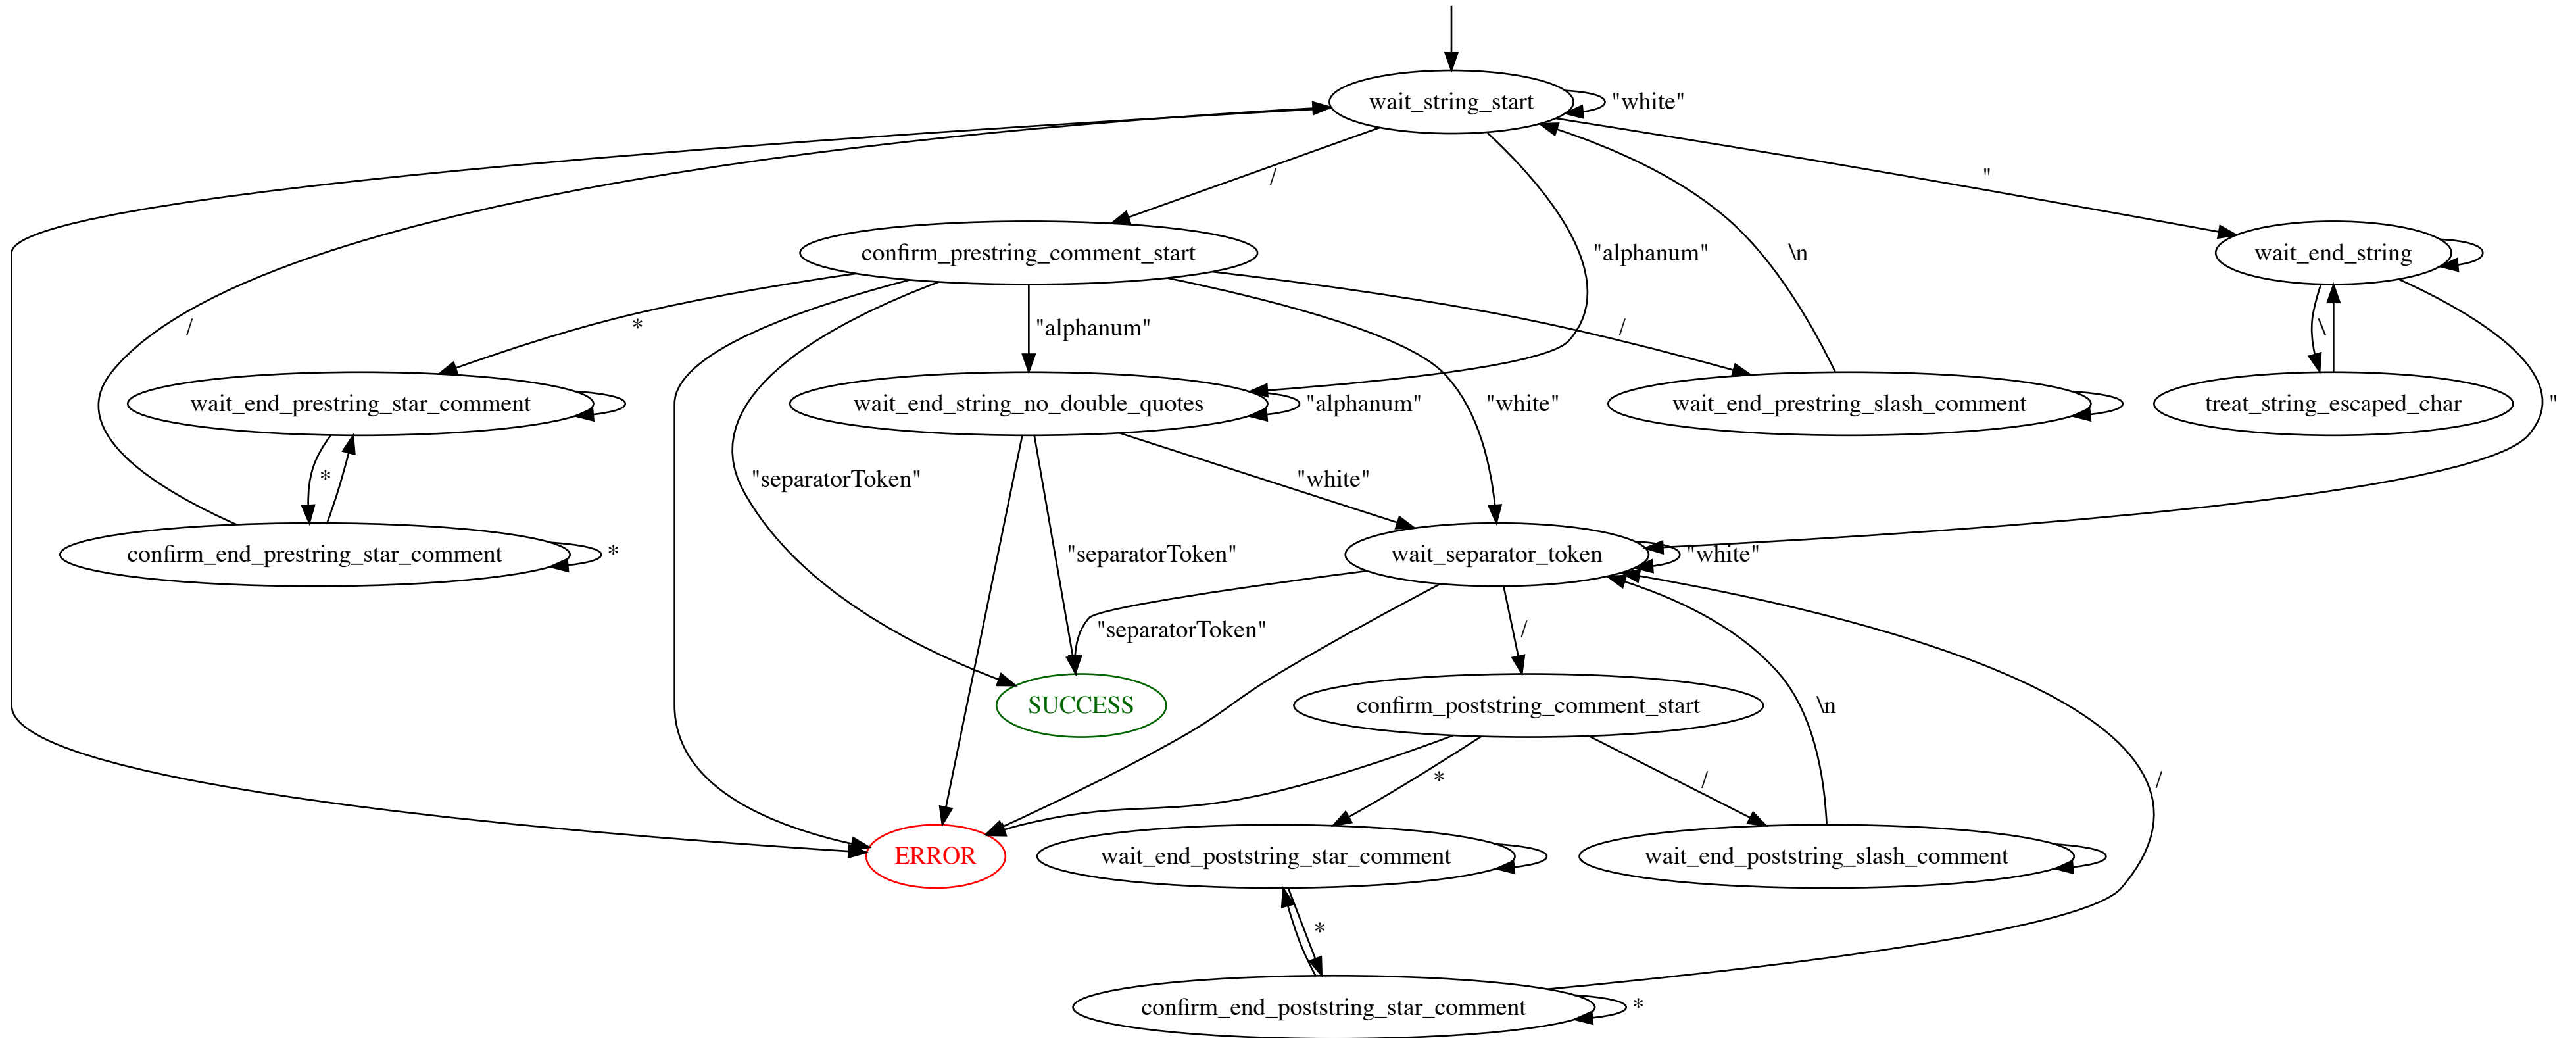 wait_string_start
"white"
/
"
confirm_prestring_comment_start
"alphanum"
\n
wait_end_string
/
*
"alphanum"
/
\
wait_end_prestring_star_comment
wait_end_string_no_double_quotes
"alphanum"
"white"
wait_end_prestring_slash_comment
treat_string_escaped_char
"
*
"separatorToken"
"white"
confirm_end_prestring_star_comment
*
"separatorToken"
wait_separator_token
"white"
"separatorToken"
/
SUCCESS
confirm_poststring_comment_start
\n
*
/
/
ERROR
wait_end_poststring_star_comment
wait_end_poststring_slash_comment
*
confirm_end_poststring_star_comment
*